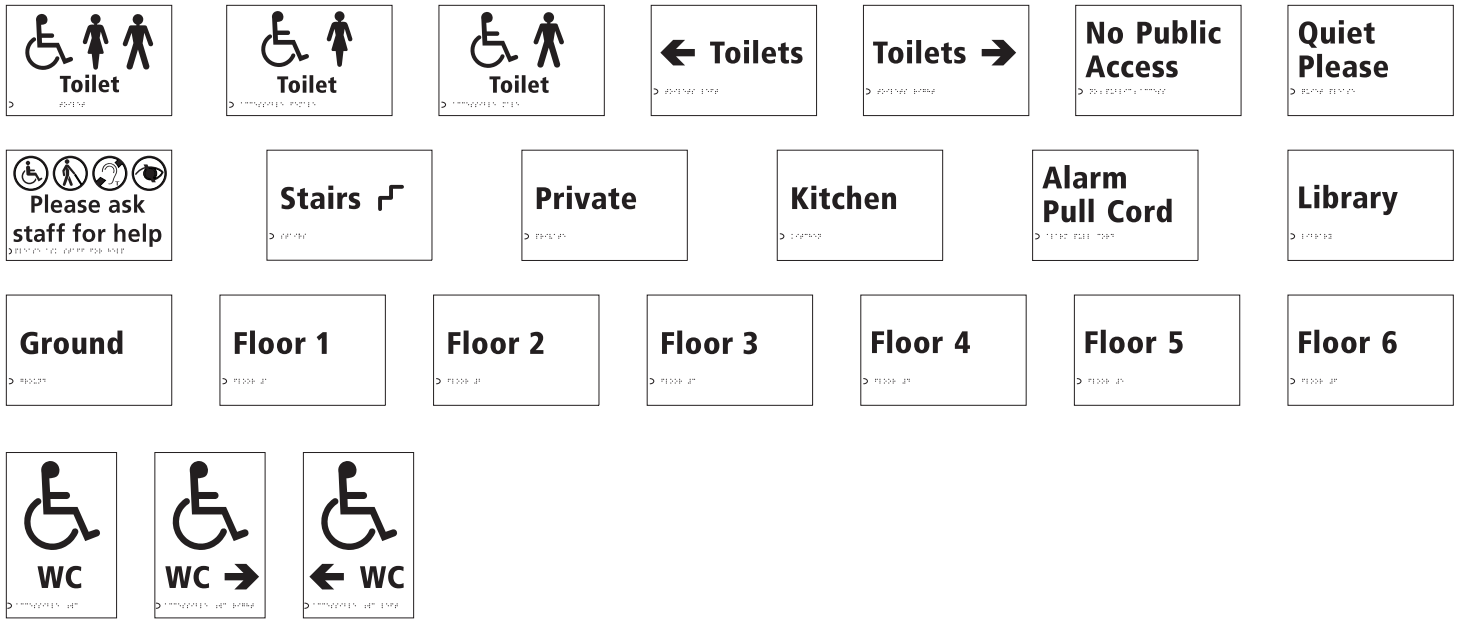 Toilet
Toilet
Toilet
Toilets
Toilets
No Public
Access
Quiet
Please
Please ask
staff for help
Stairs
Private
Kitchen
Alarm
Pull Cord
Library
Ground
Floor 1
Floor 2
Floor 3
Floor 4
Floor 5
Floor 6
WC
WC
WC